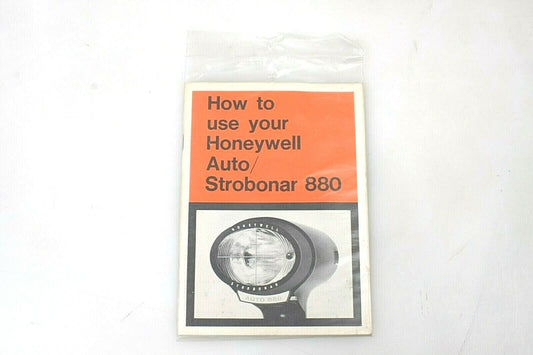 How to
use your
Honeywell
Auto/
Strobonar 880
HONEYWELL
STROBONAR
AUTO 880